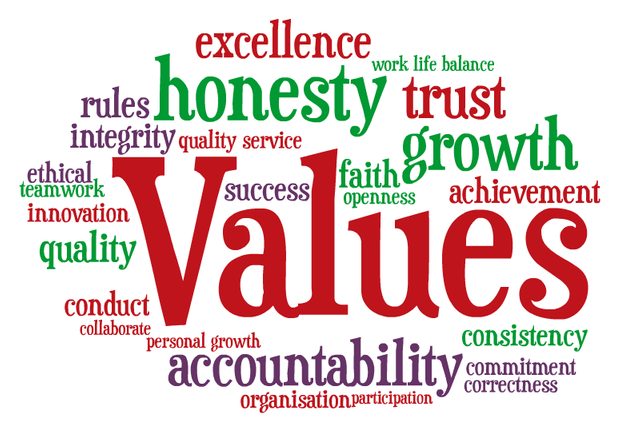 excellence
work life balance
honesty
rules
trust
integrity
quality service
growth
ethical
teamwork
faith
success
openness
achievement
innovation
Values
quality
conduct
collaborate
personal growth
consistency
accountability
commitment
correctness
organisation
participation